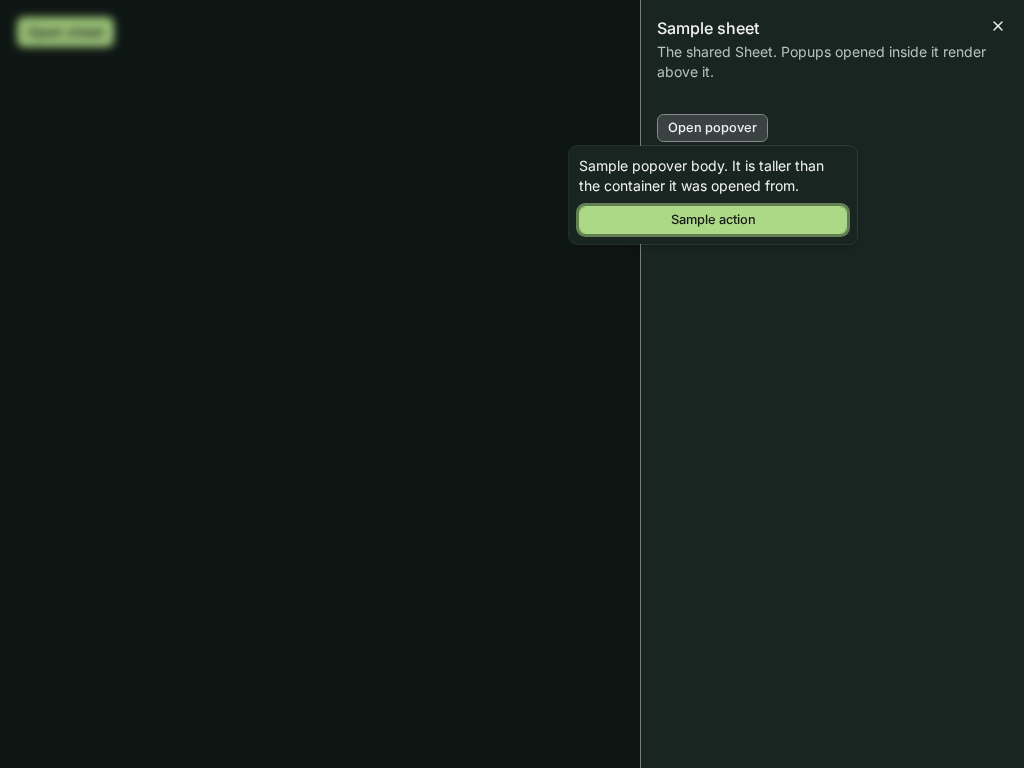 Sample sheet
The shared Sheet. Popups opened inside it render
above it.
Open popover
Sample popover body. It is taller than
the container it was opened from.
Sample action